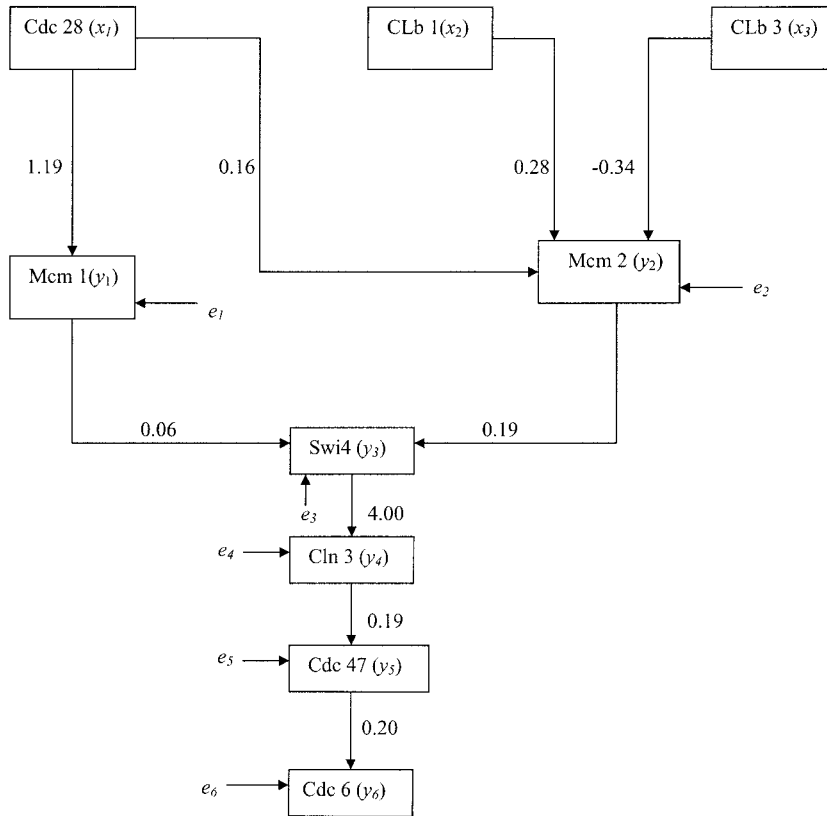 Cdc 28 (x1)
CLb 1(x2)
CLb 3 (x3)
1.19
0.16
0.28
-0.34
Mcm 1(y1)
Mcm 2 (y2)
e1
e2
0.06
0.19
Swi4 (y3)
e3
4.00
e4
Cln 3 (y4)
0.19
e5
Cdc 47 (y5)
0.20
e6
Cdc 6 (y6)